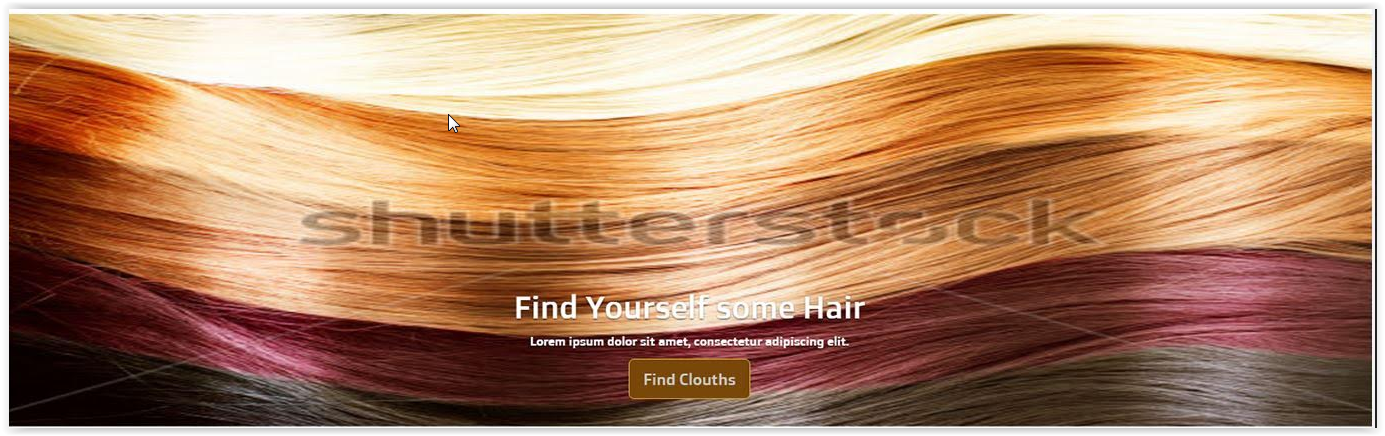 shutterstock
Find Yourself some Hair
Lorem ipsum dolor sit amet, consectetur adipiscing elit.
Find Clouths